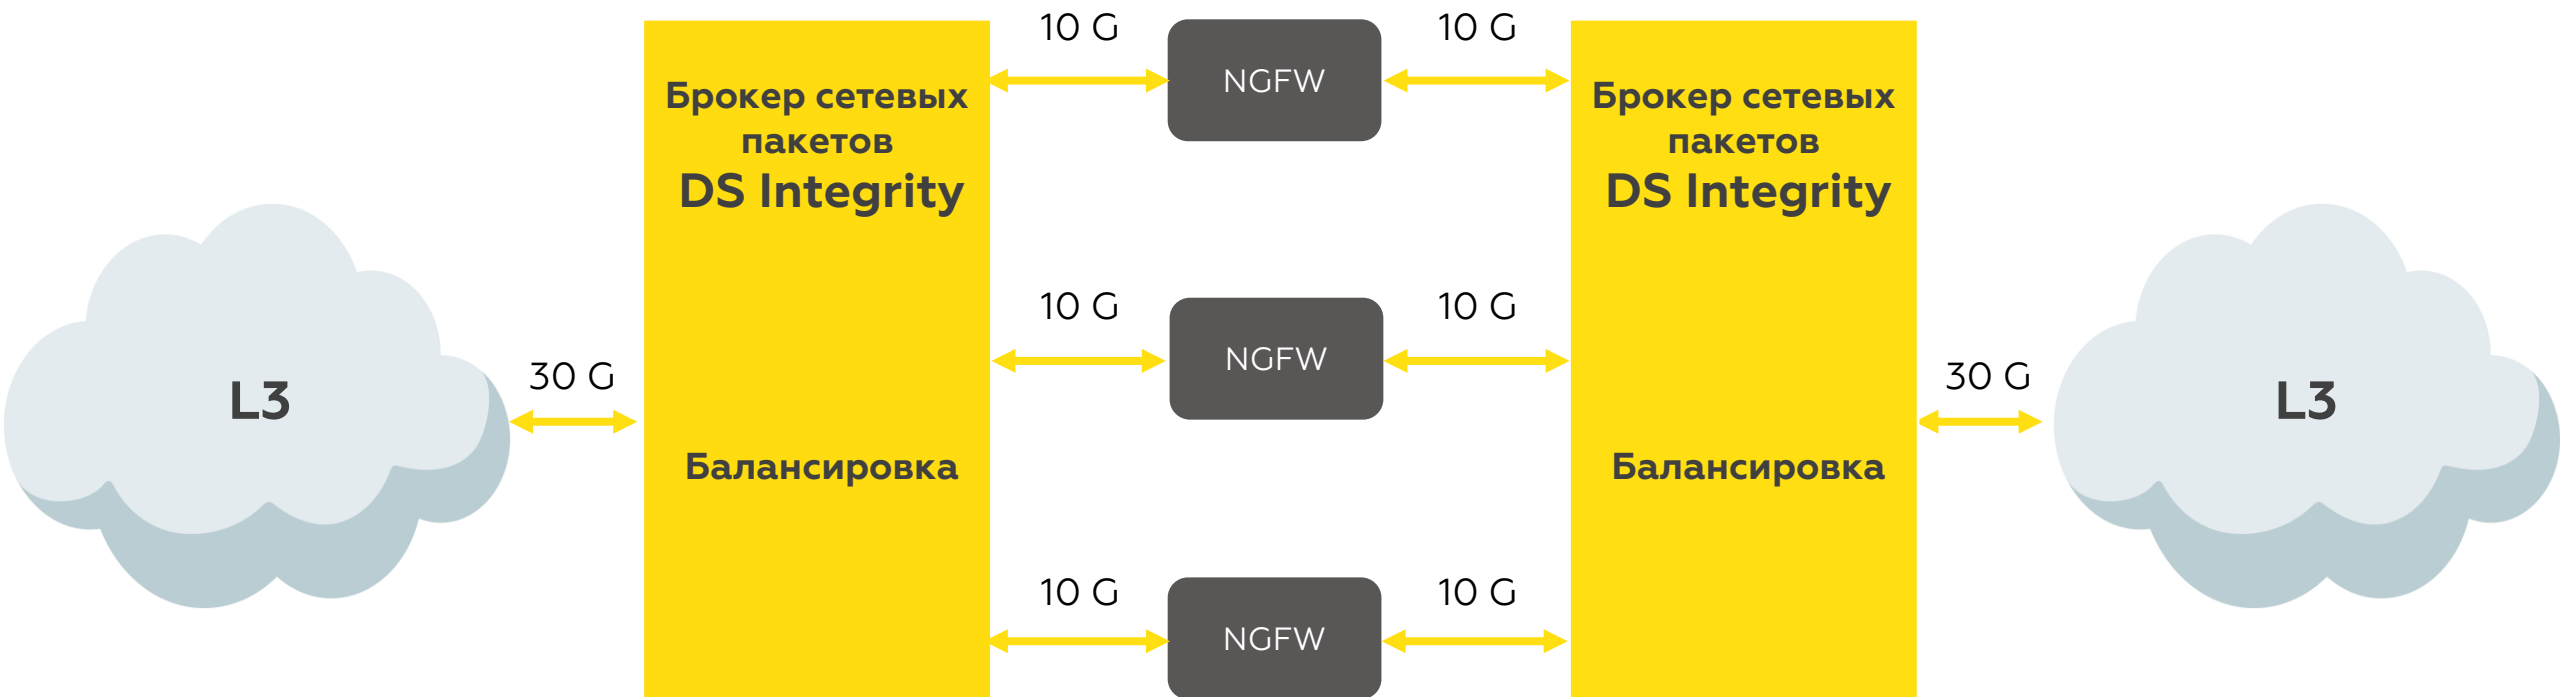 10 G
10 G
NGFW
Брокер сетевых
пакетов
DS Integrity
Брокер сетевых
пакетов
DS Integrity
10 G
10 G
NGFW
30 G
30 G
L3
L3
Балансировка
Балансировка
10 G
10 G
NGFW